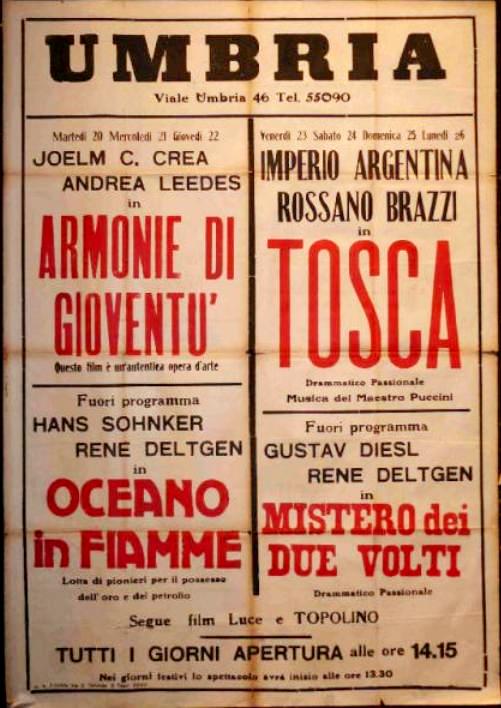 UMBRIA
Viale Umbria 46 Tel. 55090
Martedi 20 Mercoledi 21 Giovedi 22
JOELM C. CREA
ANDREA LEEDES
in
ARMONIE DI
GIOVENTU'
Questo film è un'autentica opera d'arte
Fuori programma
HANS SOHNKER
RENE DELTGEN
in
OCEANO
in FIAMME
Lotta di pionieri per il possesso
dell'oro e del petrolio
Venerdi 23 Sabato 24 Domenica 25 Lunedi 26
IMPERIO ARGENTINA
ROSSANO BRAZZI
in
TOSCA
Drammatico Passionale
Musica del Maestro Puccini
Fuori programma
GUSTAV DIESL
RENE DELTGEN
in
MISTERO dei
DUE VOLTI
Drammatico Passionale
Segue film Luce e TOPOLINO
TUTTI I GIORNI APERTURA alle ore 14.15
Nei giorni festivi lo spettacolo avrà inizio alle ore 13.30